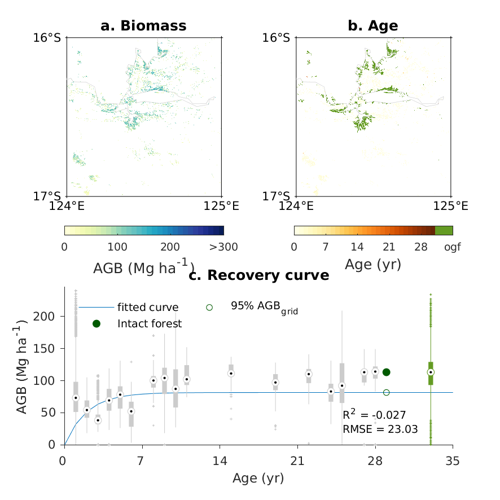 a. Biomass
b. Age
16°S
16°S
17°S
17°S
124°E
125°E
124°E
125°E
0 100 200 >300
0 7 14 21 28 ogf
AGB (Mg ha⁻¹)
Age (yr)
c. Recovery curve
fitted curve
95% AGB_grid
Intact forest
200
150
100
50
0
AGB (Mg ha⁻¹)
R² = -0.027
RMSE = 23.03
0 7 14 21 28 35
Age (yr)